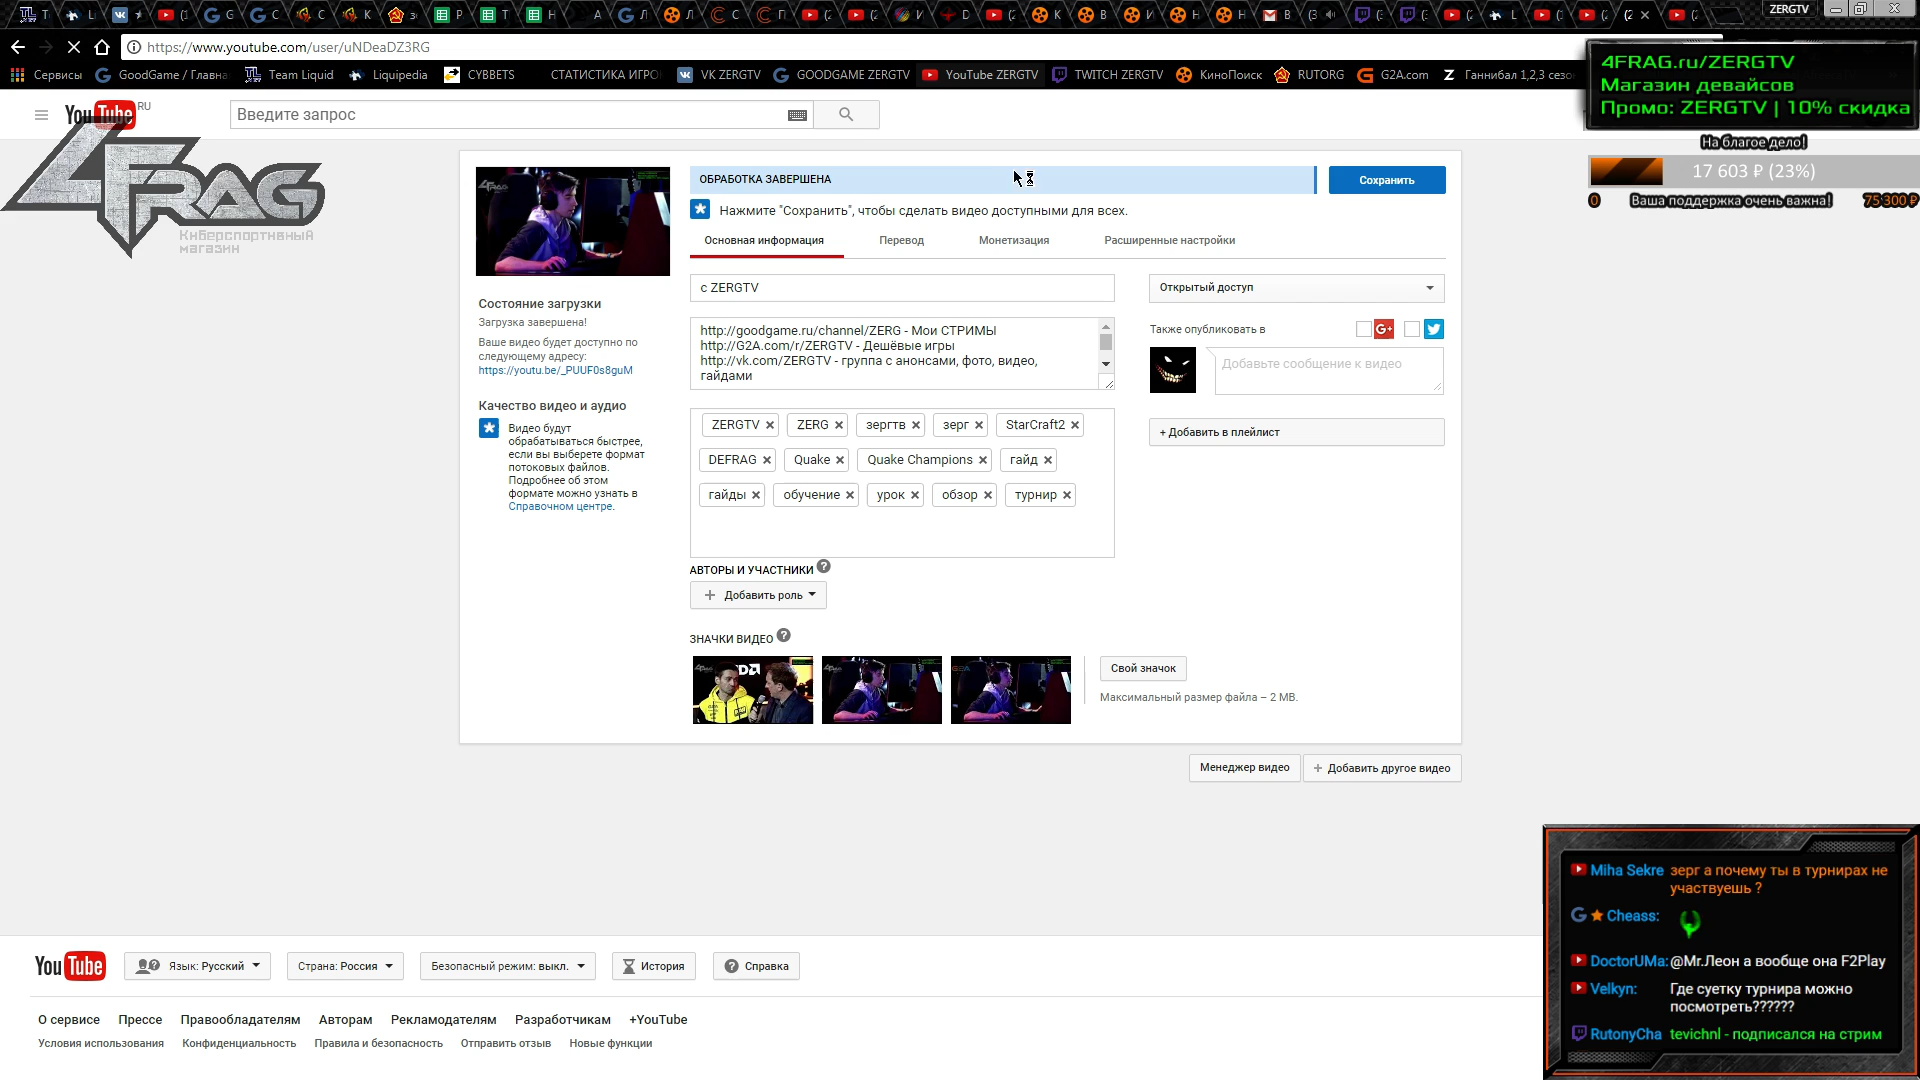 ZERGTV
https://www.youtube.com/user/uNDeaDZ3RG
Сервисы GoodGame / Главна Team Liquid Liquipedia CYBBETS СТАТИСТИКА ИГРО VK ZERGTV GOODGAME ZERGTV YouTube ZERGTV TWITCH ZERGTV КиноПоиск RUTORG G2A.com Ганнибал 1,2,3 сезо
4FRAG.ru/ZERGTV
Магазин девайсов
Промо: ZERGTV | 10% скидка
На благое дело!
17 603 ₽ (23%)
0 Ваша поддержка очень важна! 75 300 ₽
YouTube RU
Введите запрос
4FRAG
Киберспортивный
магазин
ОБРАБОТКА ЗАВЕРШЕНА
Сохранить
Нажмите "Сохранить", чтобы сделать видео доступными для всех.
Основная информация Перевод Монетизация Расширенные настройки
с ZERGTV
Открытый доступ
http://goodgame.ru/channel/ZERG - Мои СТРИМЫ
http://G2A.com/r/ZERGTV - Дешёвые игры
http://vk.com/ZERGTV - группа с анонсами, фото, видео,
гайдами
Также опубликовать в
Добавьте сообщение к видео
+ Добавить в плейлист
Состояние загрузки
Загрузка завершена!
Ваше видео будет доступно по
следующему адресу:
https://youtu.be/_PUUF0s8guM
Качество видео и аудио
Видео будут
обрабатываться быстрее,
если вы выберете формат
потоковых файлов.
Подробнее об этом
формате можно узнать в
Справочном центре.
ZERGTV ZERG зергтв зерг StarCraft2
DEFRAG Quake Quake Champions гайд
гайды обучение урок обзор турнир
АВТОРЫ И УЧАСТНИКИ
Добавить роль
ЗНАЧКИ ВИДЕО
Свой значок
Максимальный размер файла – 2 MB.
Менеджер видео
+ Добавить другое видео
Miha Sekre зерг а почему ты в турнирах не
участвуешь ?
Cheass:
DoctorUMa: @Mr.Леон а вообще она F2Play
Velkyn: Где суетку турнира можно
посмотреть??????
RutonyCha tevichnl - подписался на стрим
YouTube
Язык: Русский
Страна: Россия
Безопасный режим: выкл.
История
Справка
О сервисе Прессе Правообладателям Авторам Рекламодателям Разработчикам +YouTube
Условия использования Конфиденциальность Правила и безопасность Отправить отзыв Новые функции